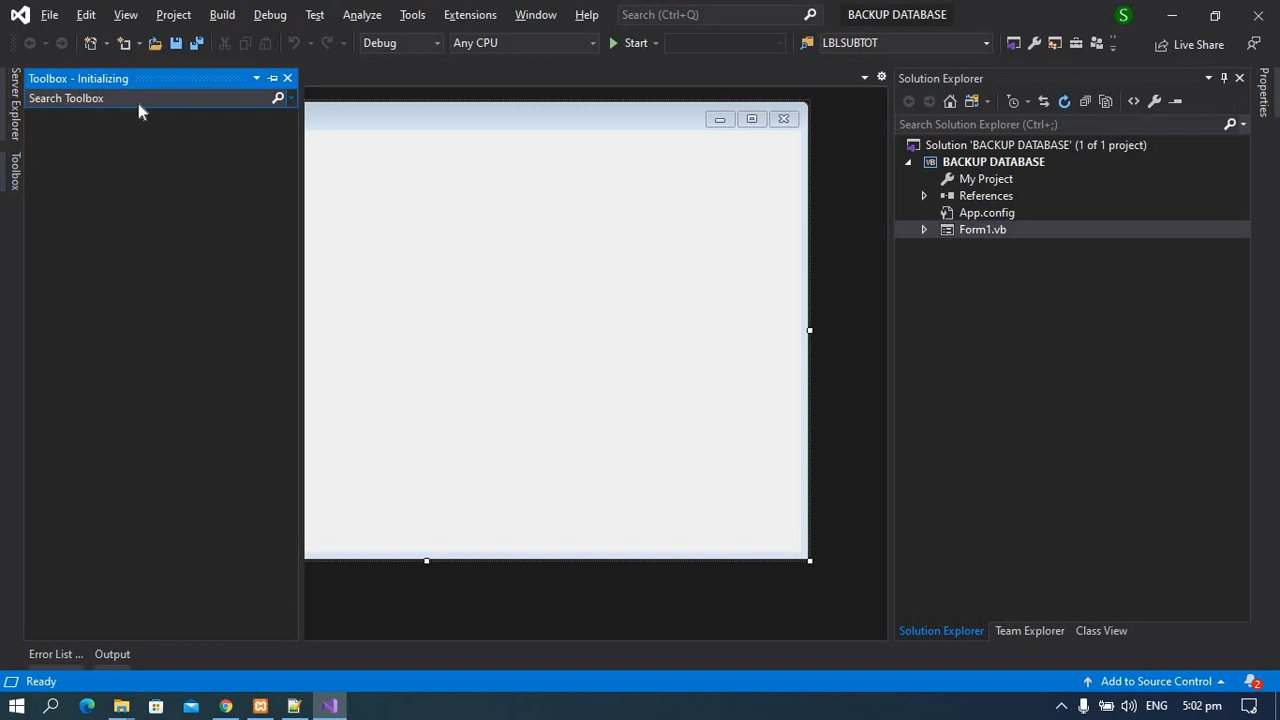 File Edit View Project Build Debug Test Analyze Tools Extensions Window Help Search (Ctrl+Q) BACKUP DATABASE S
Debug Any CPU Start LBLSUBTOT Live Share
Server Explorer
Toolbox
Toolbox - Initializing
Search Toolbox
Solution Explorer
Search Solution Explorer (Ctrl+;)
Solution 'BACKUP DATABASE' (1 of 1 project)
VB BACKUP DATABASE
My Project
References
App.config
Form1.vb
Properties
Solution Explorer Team Explorer Class View
Error List ... Output
Ready Add to Source Control 2
ENG 5:02 pm